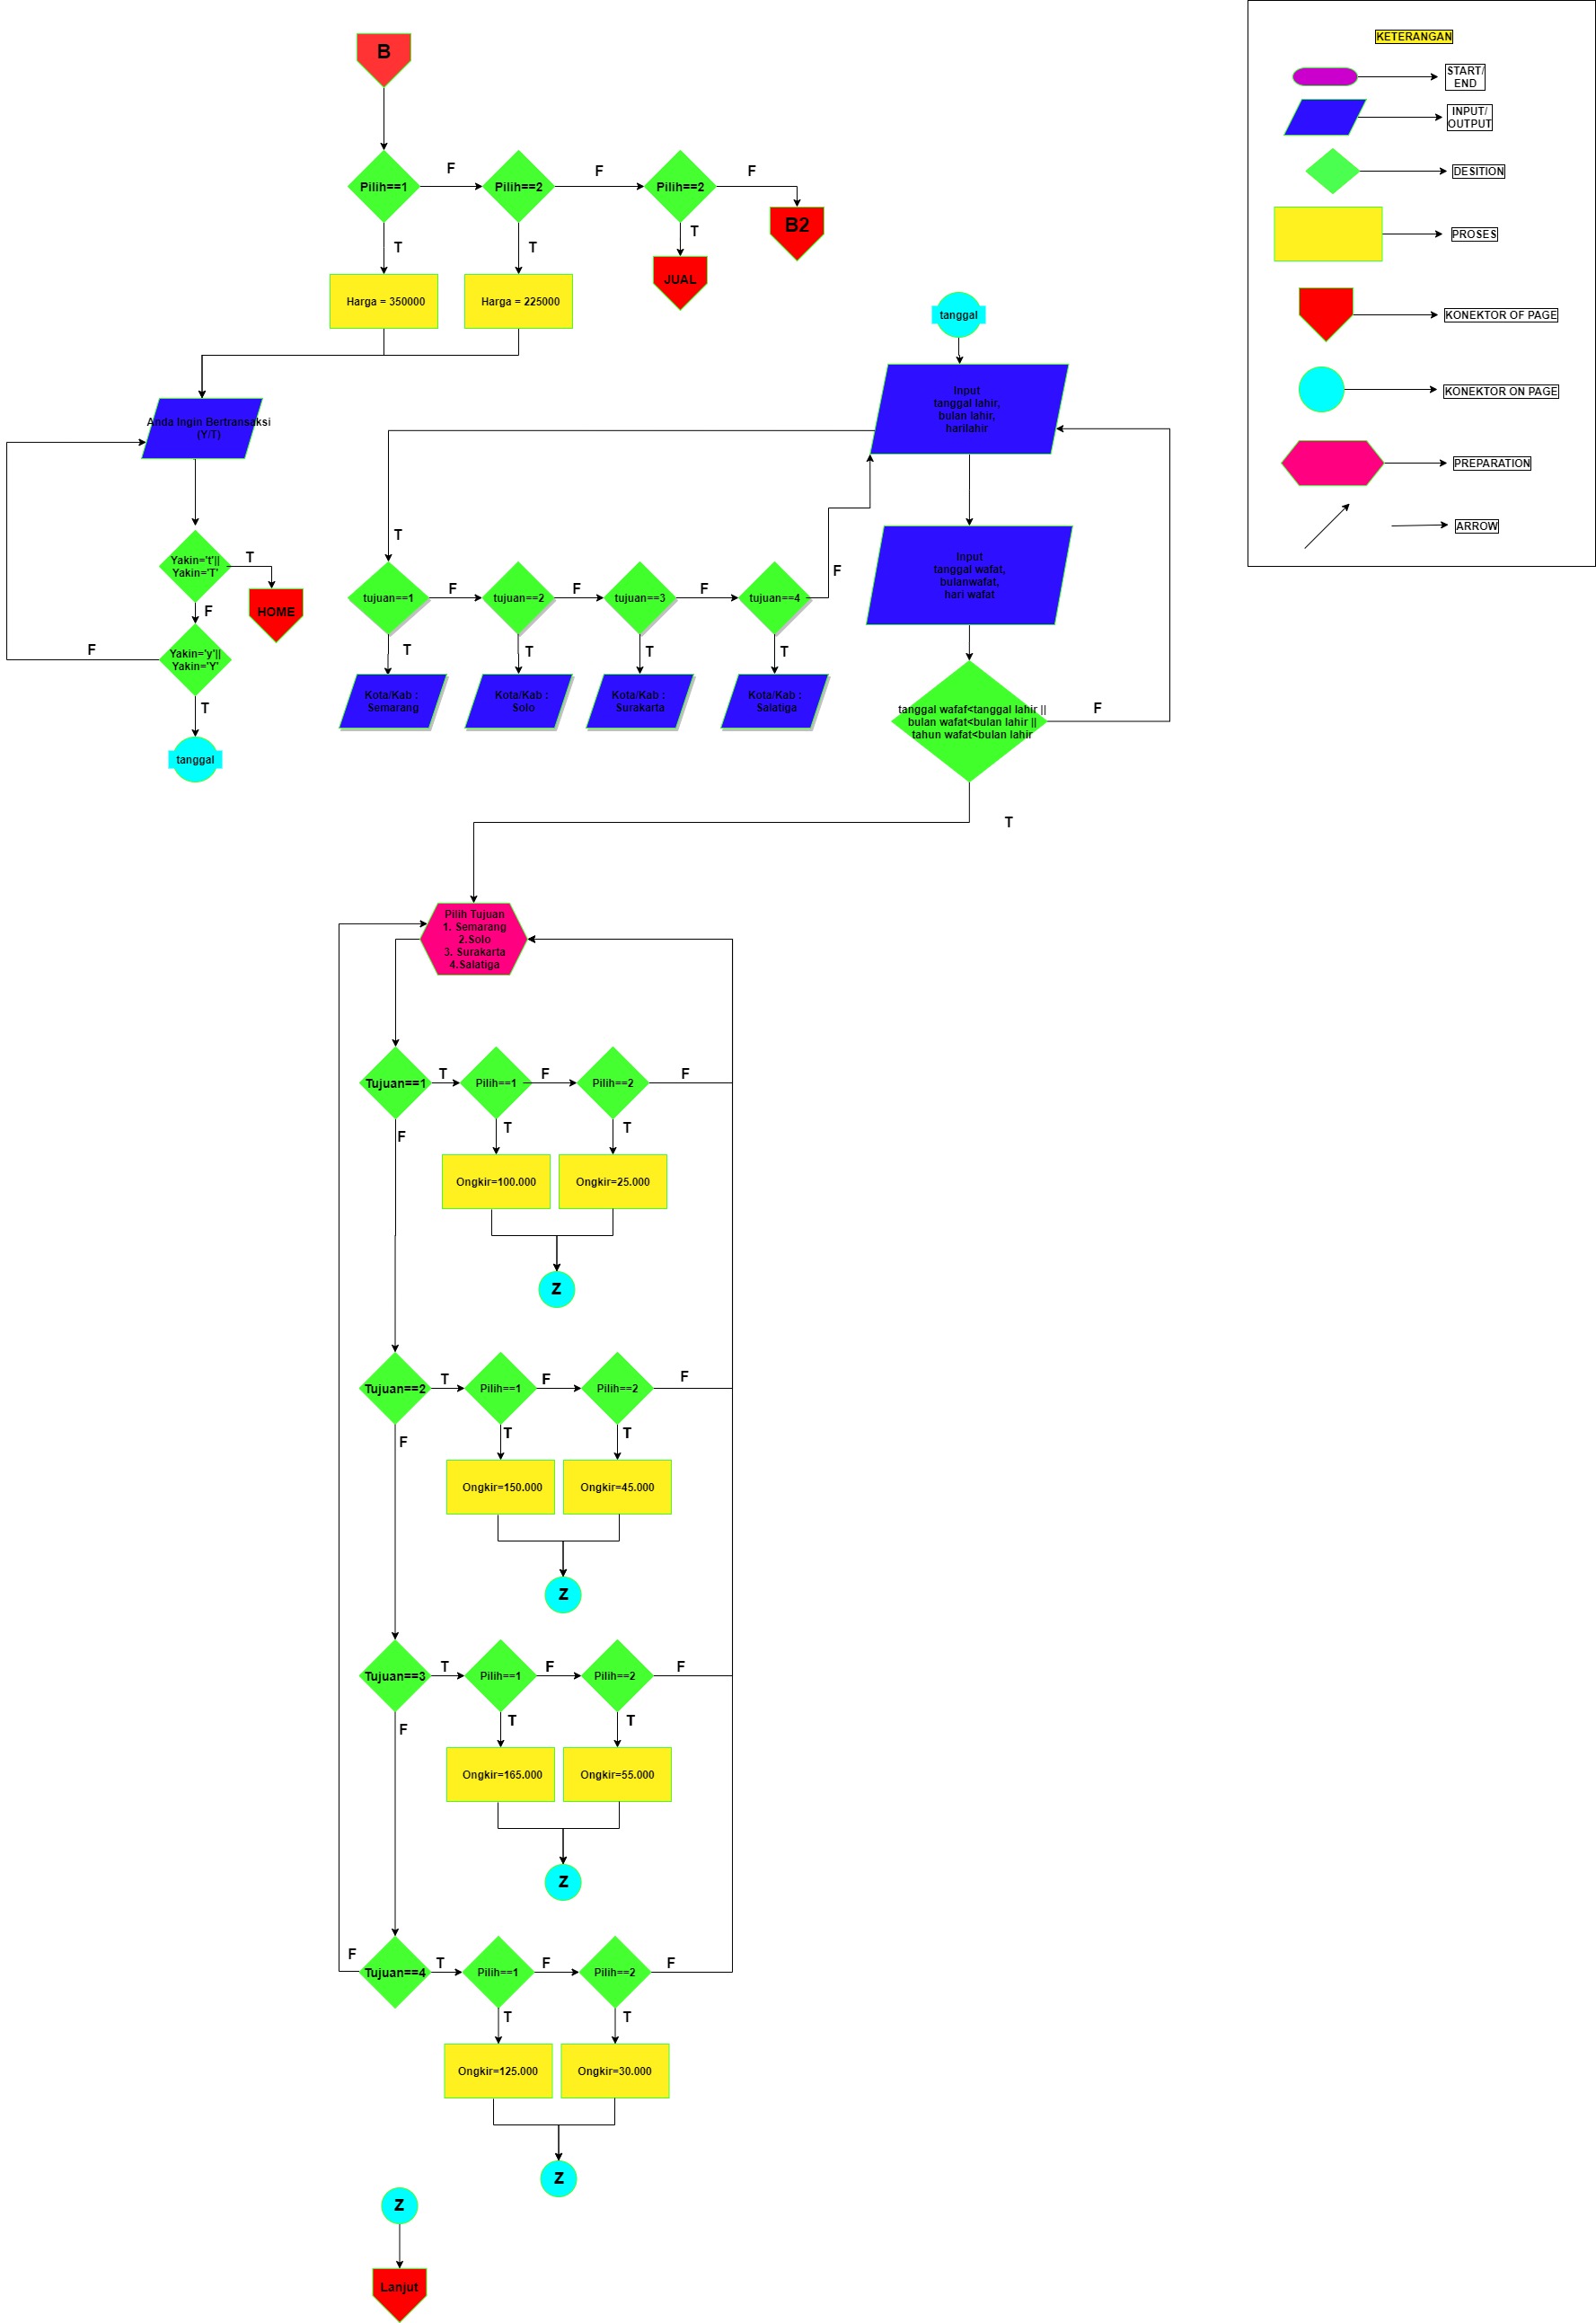 B
Pilih==1
F
Pilih==2
F
Pilih==2
F
B2
T
T
T
JUAL
Harga = 350000
Harga = 225000
Anda Ingin Bertransaksi
(Y/T)
Yakin='t'||
Yakin='T'
T
HOME
F
Yakin='y'||
Yakin='Y'
F
T
tanggal
tanggal
Input
tanggal lahir,
bulan lahir,
harilahir
Input
tanggal wafat,
bulanwafat,
hari wafat
tanggal wafaf<tanggal lahir ||
bulan wafat<bulan lahir ||
tahun wafat<bulan lahir
F
T
T
tujuan==1
F
tujuan==2
F
tujuan==3
F
tujuan==4
F
T
T
T
T
Kota/Kab :
Semarang
Kota/Kab :
Solo
Kota/Kab :
Surakarta
Kota/Kab :
Salatiga
Pilih Tujuan
1. Semarang
2.Solo
3. Surakarta
4.Salatiga
Tujuan==1
T
Pilih==1
F
Pilih==2
F
F
T
T
Ongkir=100.000
Ongkir=25.000
Z
Tujuan==2
T
Pilih==1
F
Pilih==2
F
F
T
T
Ongkir=150.000
Ongkir=45.000
Z
Tujuan==3
T
Pilih==1
F
Pilih==2
F
F
T
T
Ongkir=165.000
Ongkir=55.000
Z
F
Tujuan==4
T
Pilih==1
F
Pilih==2
F
T
T
Ongkir=125.000
Ongkir=30.000
Z
Z
Lanjut
KETERANGAN
START/
END
INPUT/
OUTPUT
DESITION
PROSES
KONEKTOR OF PAGE
KONEKTOR ON PAGE
PREPARATION
ARROW